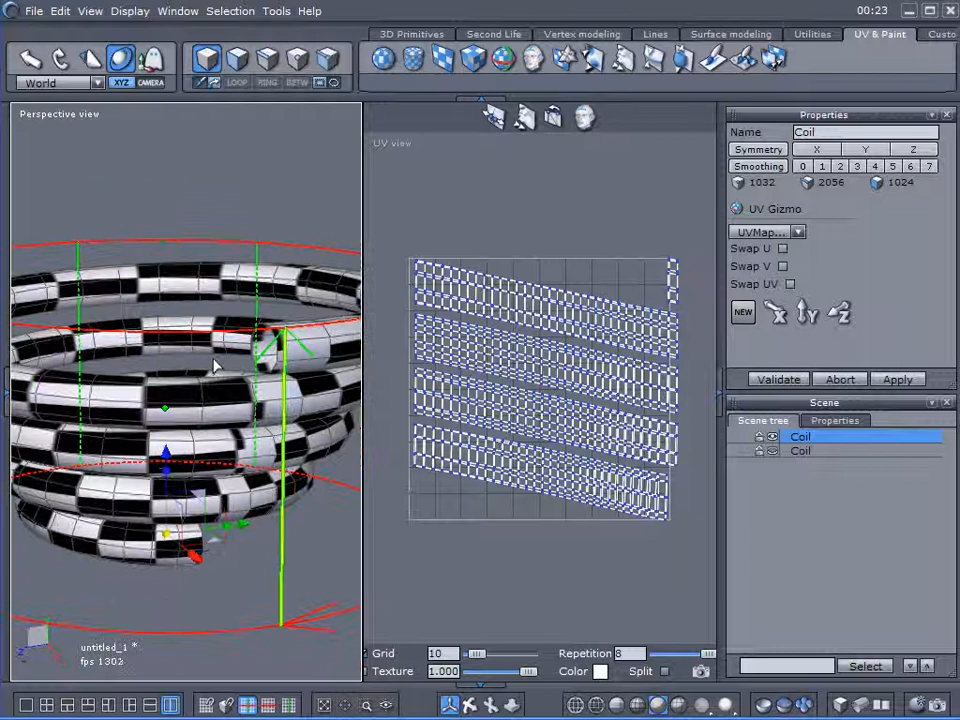 File Edit View Display Window Selection Tools Help
00:23
3D Primitives Second Life Vertex modeling Lines Surface modeling Utilities UV & Paint Custo
World XYZ CAMERA LOOP RING BETW
Perspective view
UV view
Properties
Name Coil
Symmetry X Y Z
Smoothing 0 1 2 3 4 5 6 7
1032 2056 1024
UV Gizmo
UVMap...
Swap U
Swap V
Swap UV
NEW X Y Z
Validate Abort Apply
Scene
Scene tree Properties
Coil
Coil
untitled_1 *
fps 1302
Grid 10 Repetition 8
Texture 1.000 Color Split
Select